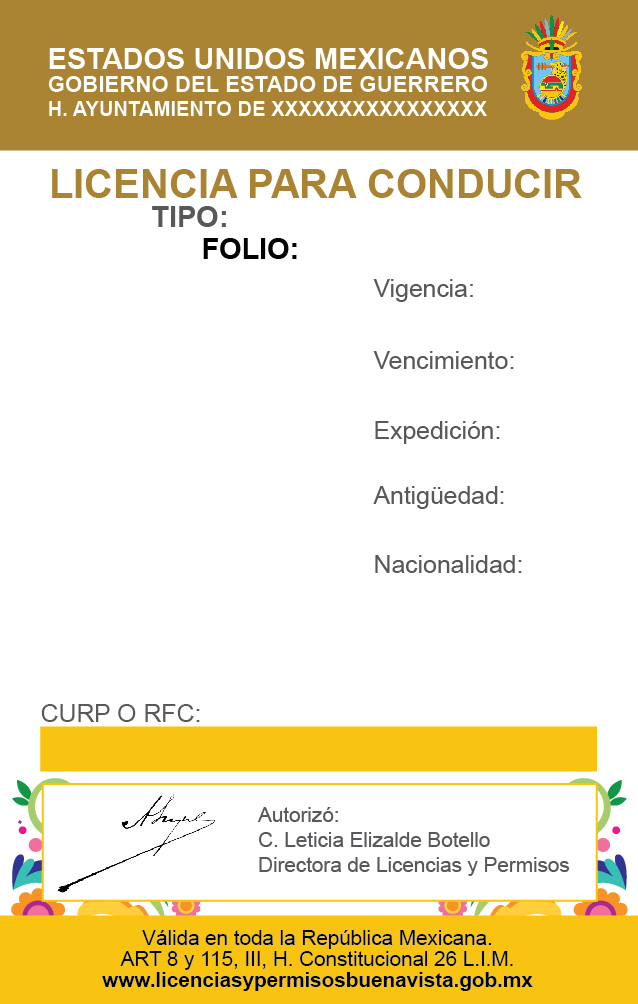 ESTADOS UNIDOS MEXICANOS
GOBIERNO DEL ESTADO DE GUERRERO
H. AYUNTAMIENTO DE XXXXXXXXXXXXXXXX
LICENCIA PARA CONDUCIR
TIPO:
FOLIO:
Vigencia:
Vencimiento:
Expedición:
Antigüedad:
Nacionalidad:
CURP O RFC:
Autorizó:
C. Leticia Elizalde Botello
Directora de Licencias y Permisos
Válida en toda la República Mexicana.
ART 8 y 115, III, H. Constitucional 26 L.I.M.
www.licenciasypermisosbuenavista.gob.mx